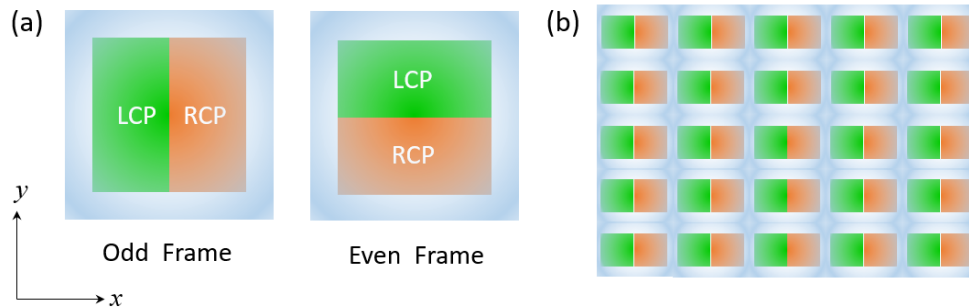 (a)
(b)
LCP RCP
LCP
RCP
y
x
Odd Frame
Even Frame